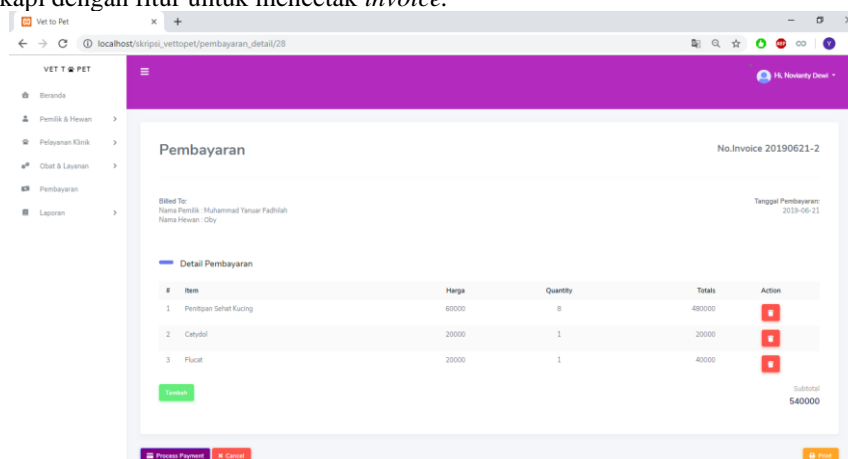 kapi dengan fitur untuk mencetak invoice.
Vet to Pet
localhost/skripsi_vettopet/pembayaran_detail/28
VET T PET
Hi, Novianty Dewi
Beranda
Pemilik & Hewan
Pelayanan Klinik
Obat & Layanan
Pembayaran
Laporan
Pembayaran
No.Invoice 20190621-2
Billed To:
Tanggal Pembayaran:
Nama Pemilik : Muhammad Yanuar Fadhilah
2019-06-21
Nama Hewan : Oby
Detail Pembayaran
# Item Harga Quantity Totals Action
1 Penitipan Sehat Kucing 60000 8 480000
2 Catydol 20000 1 20000
3 Flucat 20000 1 40000
Tambah
Subtotal
540000
Process Payment Cancel Print